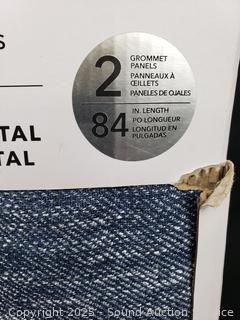 S
2
GROMMET
PANELS
PANNEAUX À
ŒILLETS
PANELES DE OJALES
TAL
TAL
84
IN. LENGTH
PO LONGUEUR
LONGITUD EN
PULGADAS
Copyright 2025 - Sound Auction Service